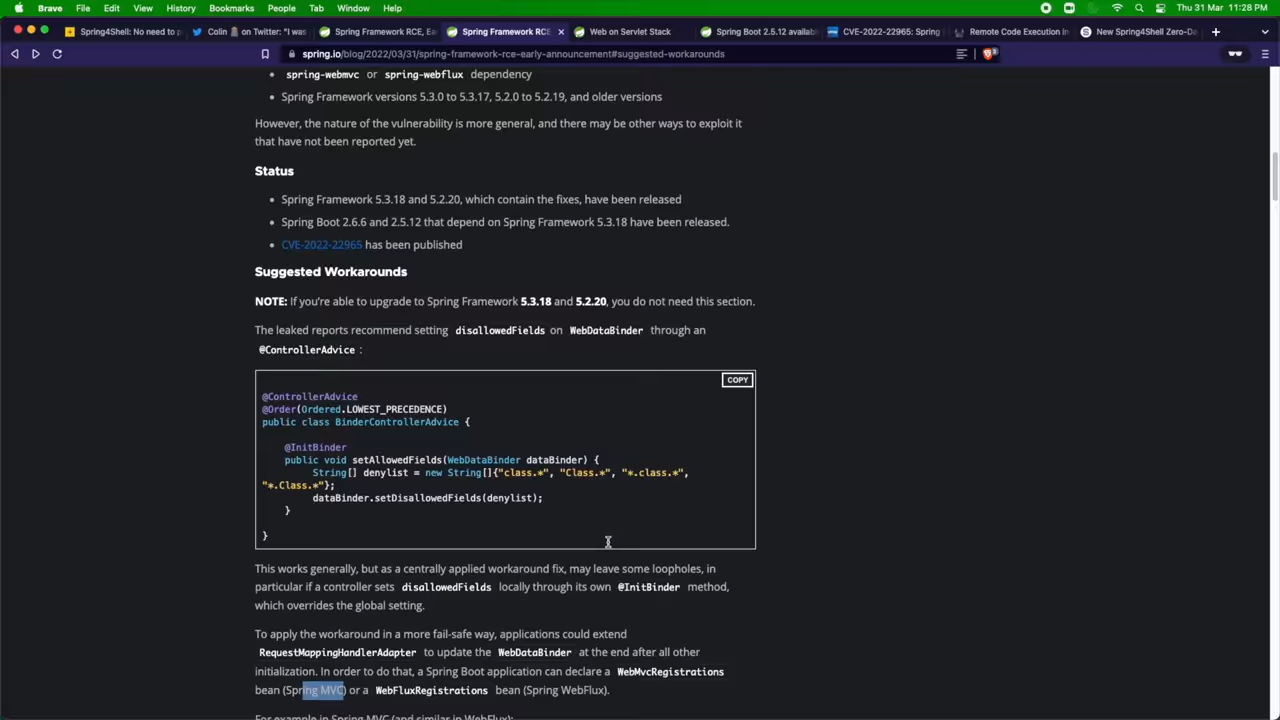 Brave File Edit View History Bookmarks People Tab Window Help Thu 31 Mar 11:28 PM
Spring4Shell: No need to p Colin on Twitter: "I was Spring Framework RCE, Ea Spring Framework RCE Web on Servlet Stack Spring Boot 2.5.12 availab CVE-2022-22965: Spring Remote Code Execution in New Spring4Shell Zero-Da
spring.io/blog/2022/03/31/spring-framework-rce-early-announcement#suggested-workarounds
• spring-webmvc or spring-webflux dependency
• Spring Framework versions 5.3.0 to 5.3.17, 5.2.0 to 5.2.19, and older versions
However, the nature of the vulnerability is more general, and there may be other ways to exploit it
that have not been reported yet.
Status
• Spring Framework 5.3.18 and 5.2.20, which contain the fixes, have been released
• Spring Boot 2.6.6 and 2.5.12 that depend on Spring Framework 5.3.18 have been released.
• CVE-2022-22965 has been published
Suggested Workarounds
NOTE: If you're able to upgrade to Spring Framework 5.3.18 and 5.2.20, you do not need this section.
The leaked reports recommend setting disallowedFields on WebDataBinder through an
@ControllerAdvice :
COPY
@ControllerAdvice
@Order(Ordered.LOWEST_PRECEDENCE)
public class BinderControllerAdvice {
@InitBinder
public void setAllowedFields(WebDataBinder dataBinder) {
String[] denylist = new String[]{"class.*", "Class.*", "*.class.*",
"*.Class.*"};
dataBinder.setDisallowedFields(denylist);
}
}
This works generally, but as a centrally applied workaround fix, may leave some loopholes, in
particular if a controller sets disallowedFields locally through its own @InitBinder method,
which overrides the global setting.
To apply the workaround in a more fail-safe way, applications could extend
RequestMappingHandlerAdapter to update the WebDataBinder at the end after all other
initialization. In order to do that, a Spring Boot application can declare a WebMvcRegistrations
bean (Spring MVC) or a WebFluxRegistrations bean (Spring WebFlux).
For example in Spring MVC (and similar in WebFlux):